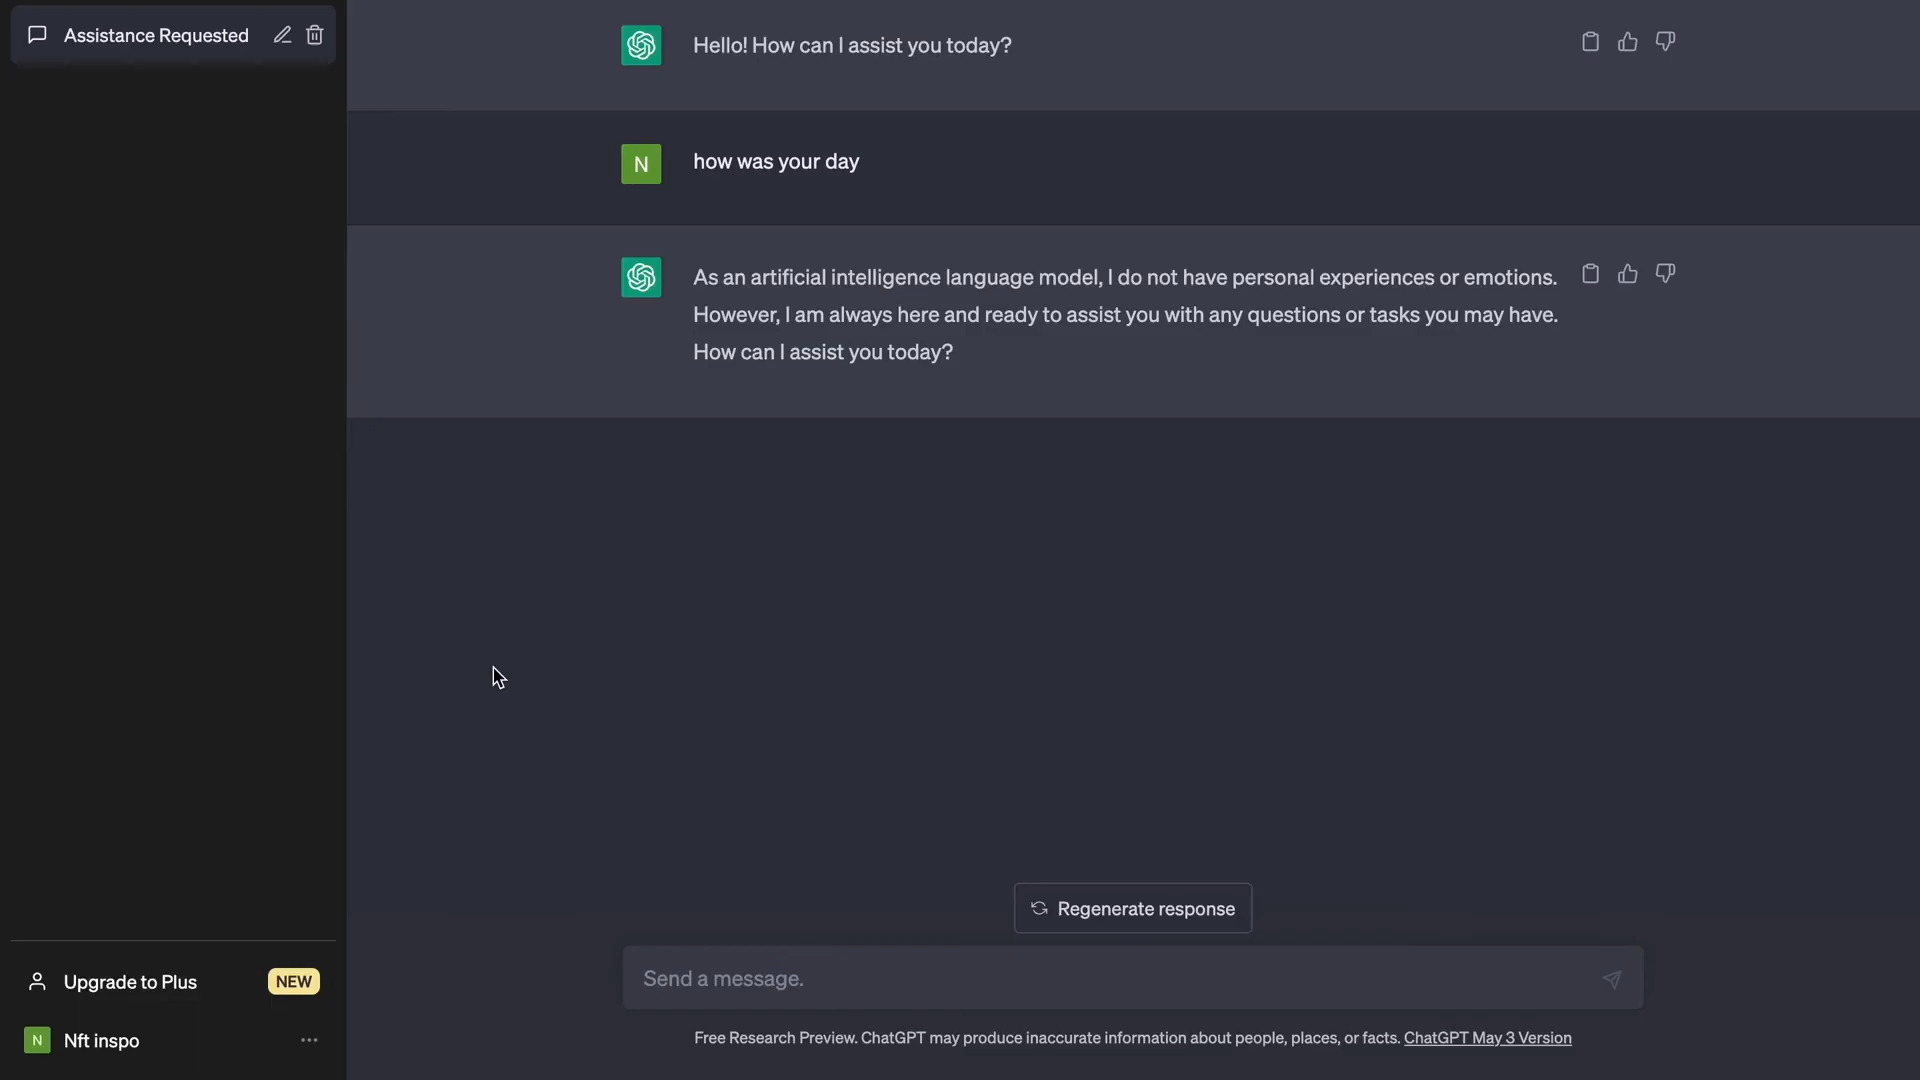 Assistance Requested
Hello! How can I assist you today?
N
how was your day
As an artificial intelligence language model, I do not have personal experiences or emotions.
However, I am always here and ready to assist you with any questions or tasks you may have.
How can I assist you today?
Regenerate response
Send a message.
Free Research Preview. ChatGPT may produce inaccurate information about people, places, or facts. ChatGPT May 3 Version
Upgrade to Plus NEW
N Nft inspo